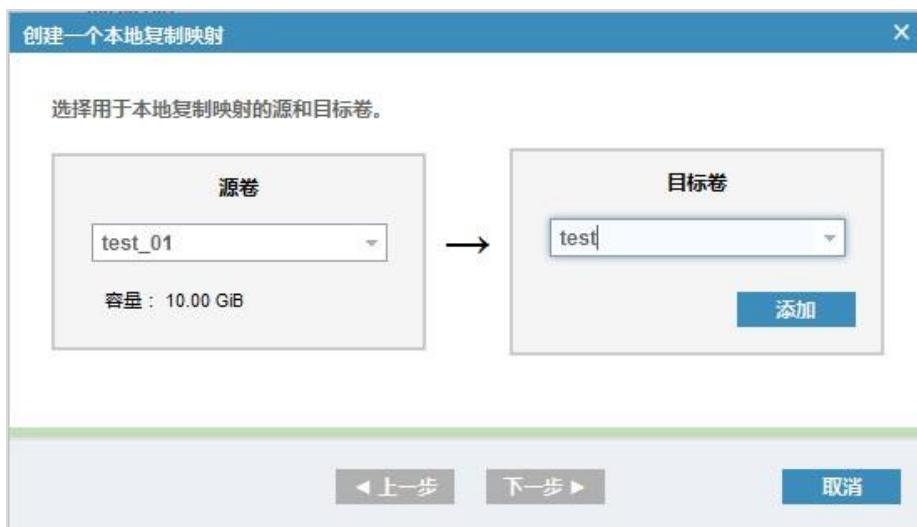 创建一个本地复制映射
选择用于本地复制映射的源和目标卷。
源卷
test_01
容量： 10.00 GiB
→
目标卷
test
添加
◀ 上一步
下一步 ▶
取消